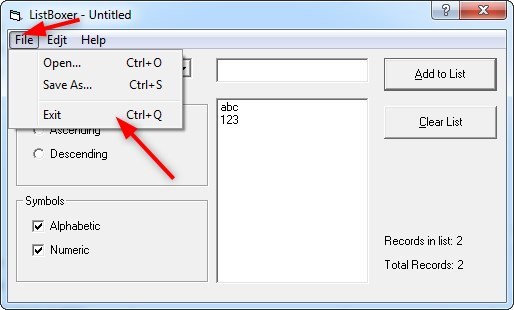 ListBoxer - Untitled
File Edjt Help
Open... Ctrl+O
Save As... Ctrl+S
Exit Ctrl+Q
Add to List
abc
123
Clear List
Ascending
Descending
Symbols
Alphabetic
Numeric
Records in list: 2
Total Records: 2